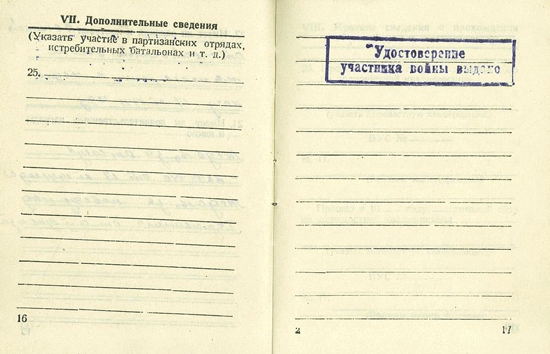 VII. Дополнительные сведения
(Указать участие в партизанских отрядах,
истребительных батальонах и т. д.)
25.
16
Удостоверение
участника войны выдано
2
17